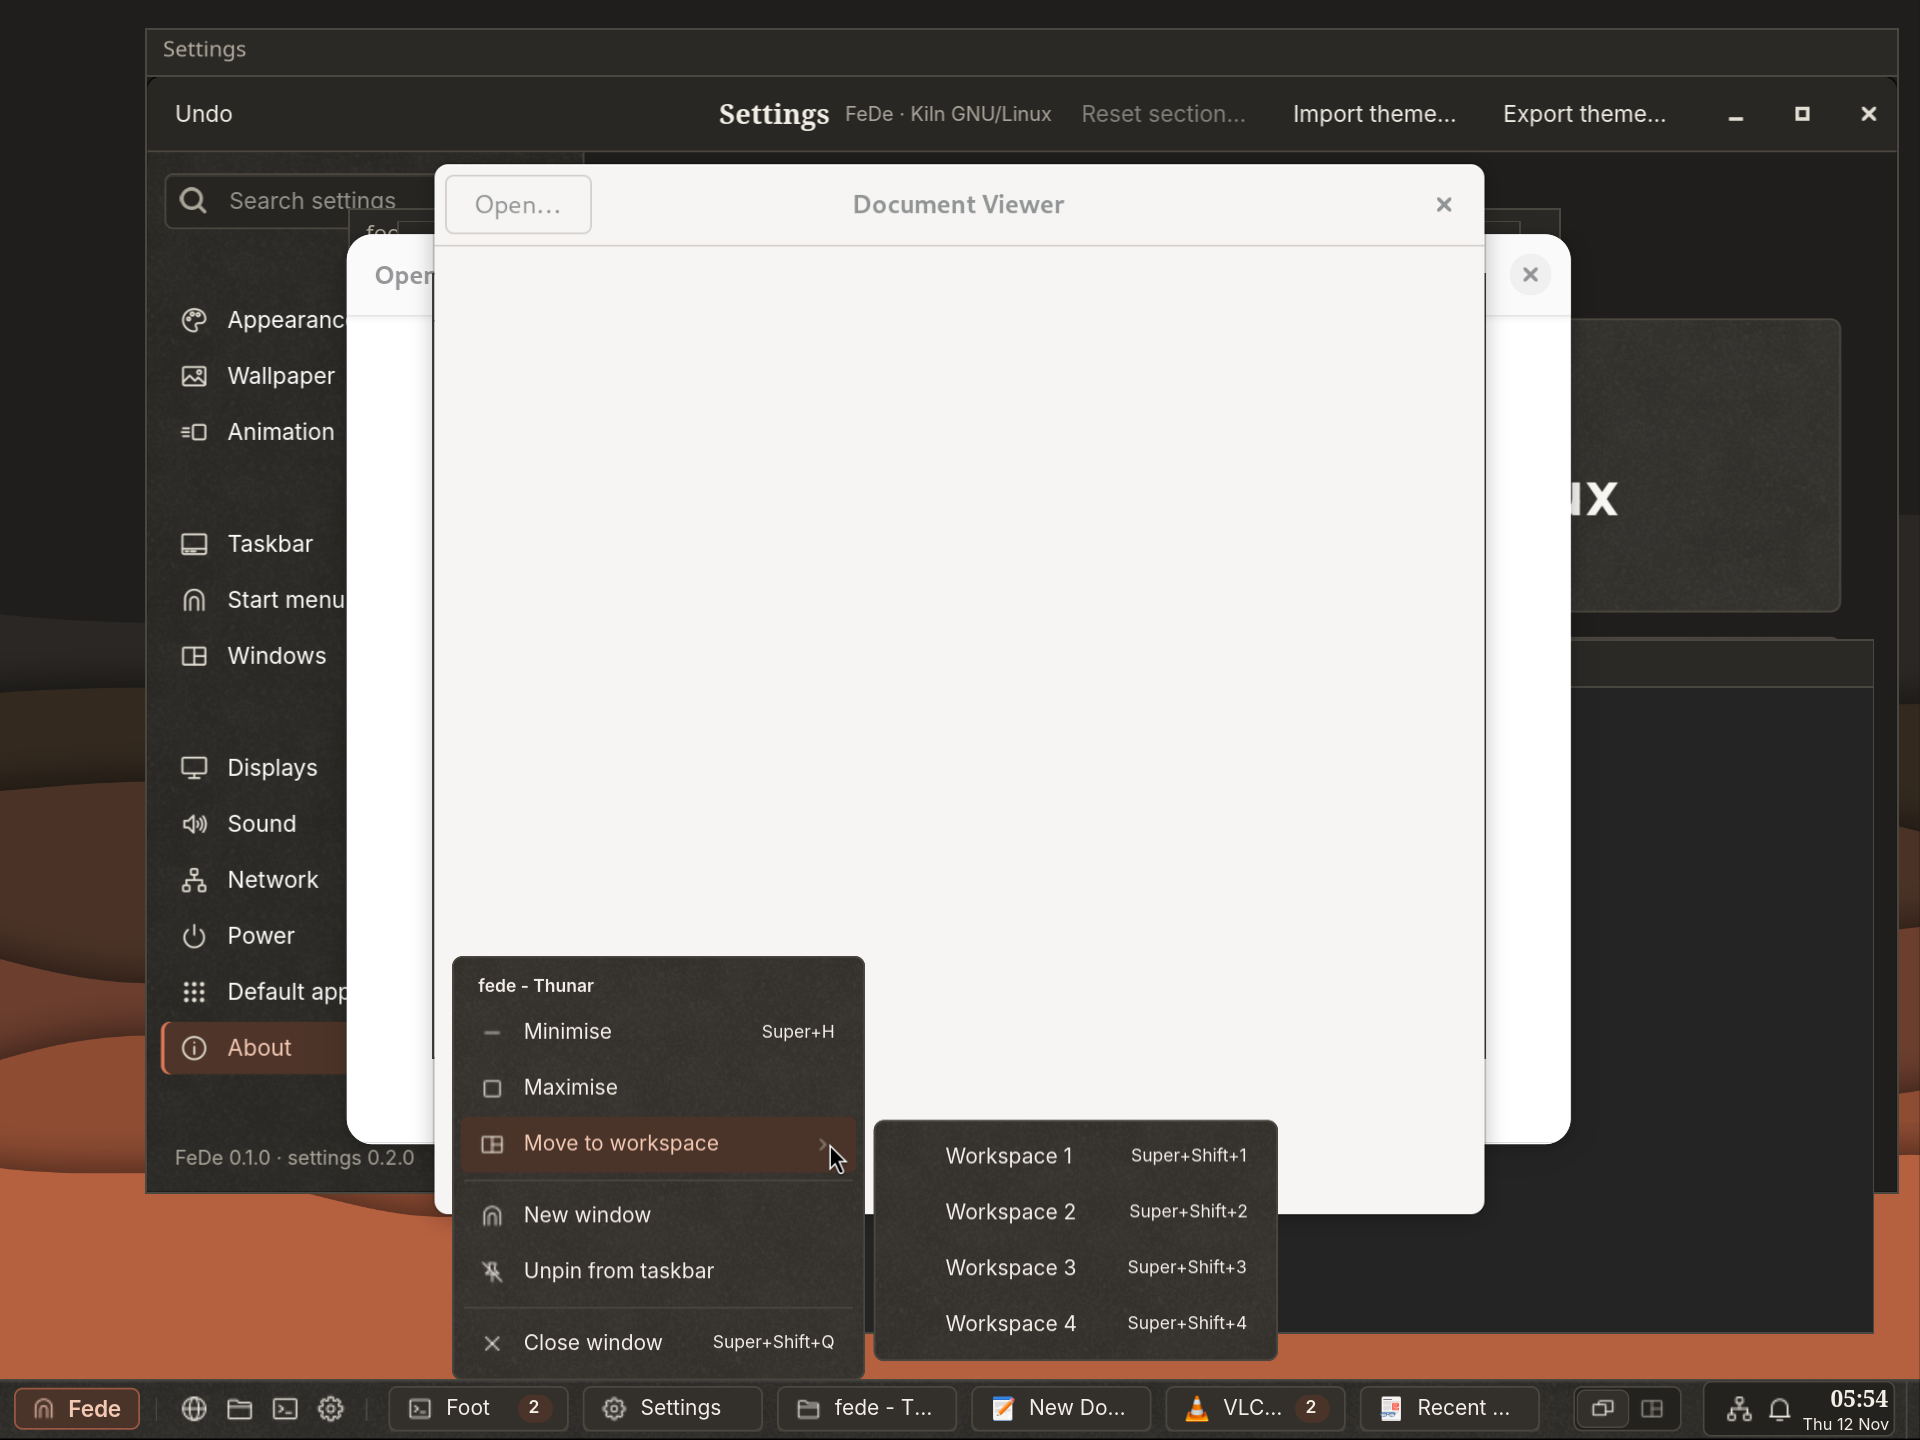 Settings
Undo
Settings FeDe · Kiln GNU/Linux
Reset section...
Import theme...
Export theme...
Search settings
Open...
Document Viewer
Open
Appearanc
Wallpaper
Animation
Taskbar
Start menu
Windows
Displays
Sound
Network
Power
Default app
About
FeDe 0.1.0 · settings 0.2.0
ux
fede - Thunar
Minimise Super+H
Maximise
Move to workspace
New window
Unpin from taskbar
Close window Super+Shift+Q
Workspace 1 Super+Shift+1
Workspace 2 Super+Shift+2
Workspace 3 Super+Shift+3
Workspace 4 Super+Shift+4
Fede
Foot 2
Settings
fede - T...
New Do...
VLC... 2
Recent ...
05:54
Thu 12 Nov